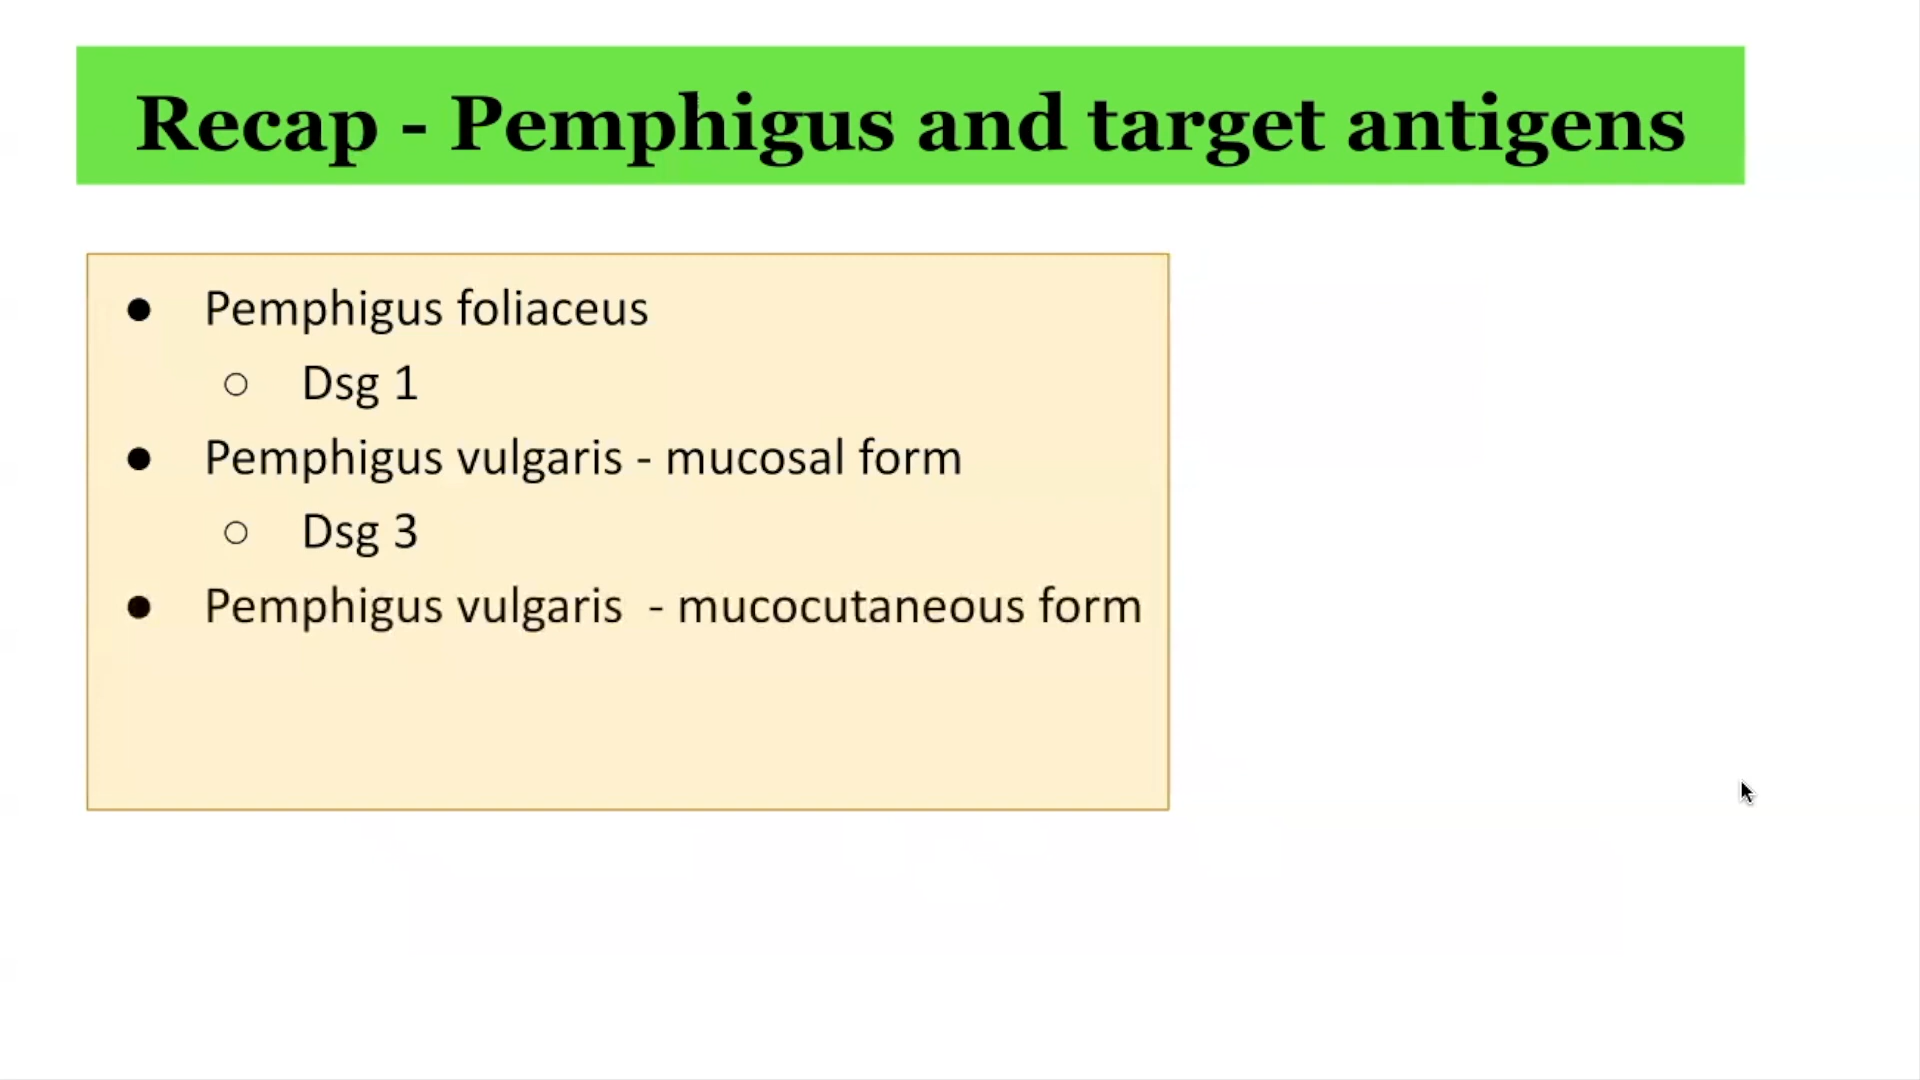 Recap - Pemphigus and target antigens
● Pemphigus foliaceus
○ Dsg 1
● Pemphigus vulgaris - mucosal form
○ Dsg 3
● Pemphigus vulgaris - mucocutaneous form